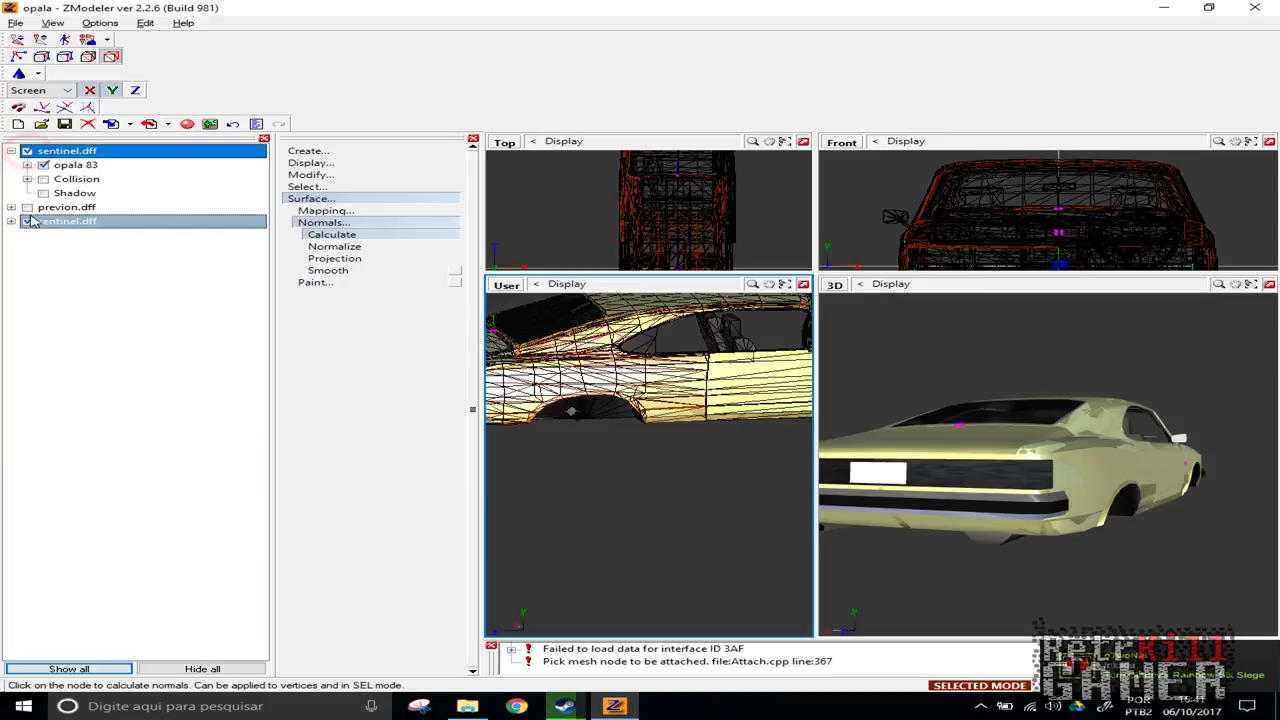 opala - ZModeler ver 2.2.6 (Build 981)
File View Options Edit Help
Screen X Y Z
sentinel.dff
opala 83
Collision
Shadow
previon.dff
sentinel.dff
Show all Hide all
Create...
Display...
Modify...
Select...
Surface...
Mapping...
Normals...
Calculate
Normalize
Projection
Smooth
Paint...
Top < Display
Front < Display
User < Display
3D < Display
Failed to load data for interface ID 3AF
Pick mesh node to be attached. file:Attach.cpp line:367
Click on the node to calculate normals. Can be applied to vertices and in SEL mode.
SELECTED MODE
Rainbow Six Siege
Digite aqui para pesquisar
POR
PTB2
06/10/2017